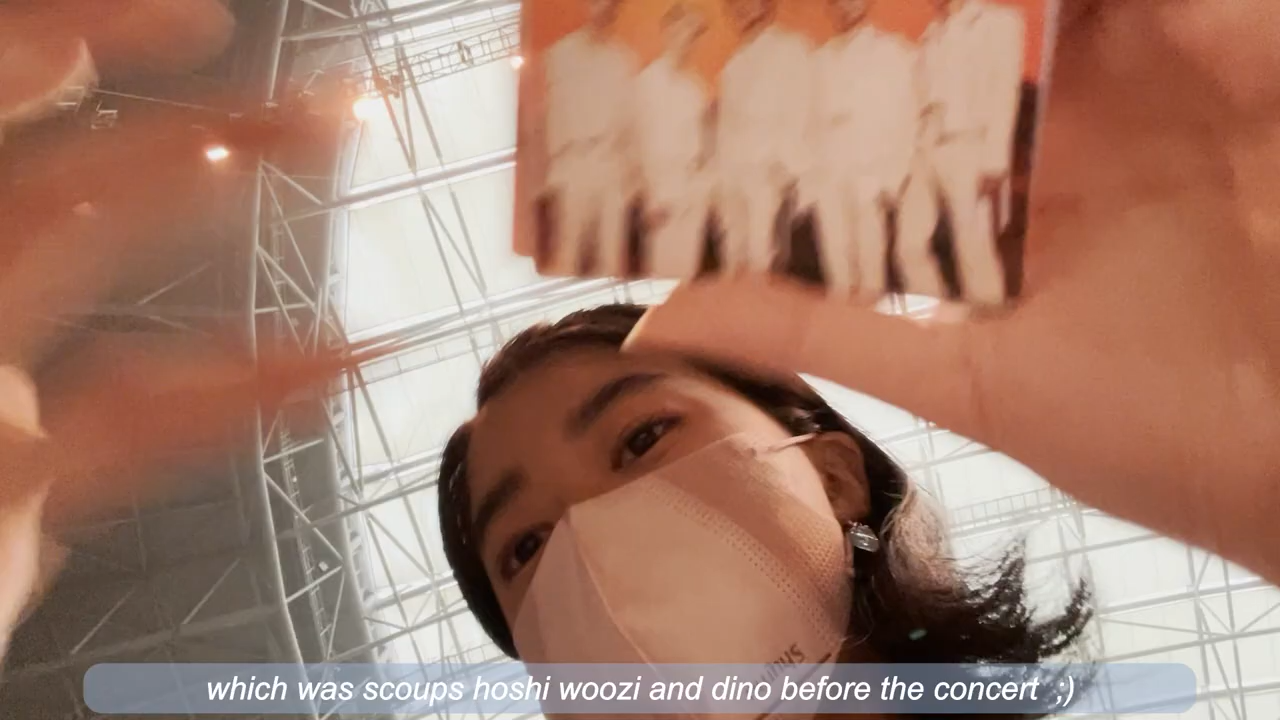 which was scoups hoshi woozi and dino before the concert ;)